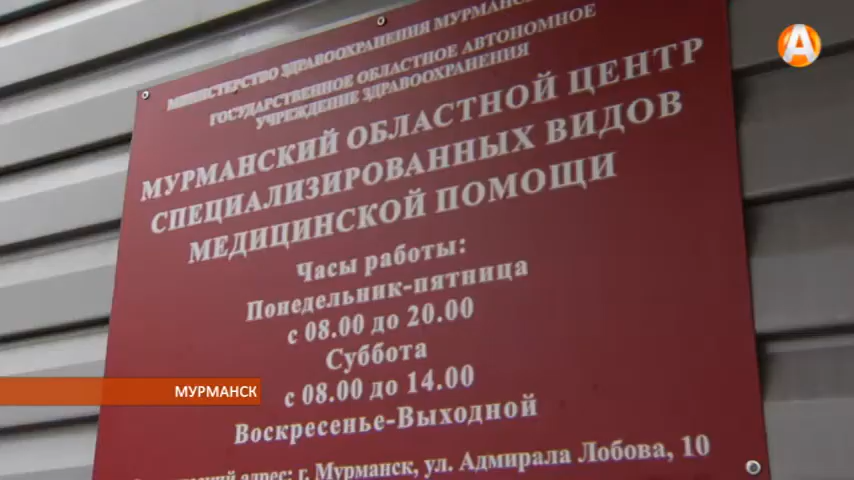 МИНИСТЕРСТВО ЗДРАВООХРАНЕНИЯ
ГОСУДАРСТВЕННОЕ ОБЛАСТНОЕ АВТОНОМНОЕ
УЧРЕЖДЕНИЕ ЗДРАВООХРАНЕНИЯ
МУРМАНСКИЙ ОБЛАСТНОЙ ЦЕНТР
СПЕЦИАЛИЗИРОВАННЫХ ВИДОВ
МЕДИЦИНСКОЙ ПОМОЩИ
Часы работы:
Понедельник-пятница
с 08.00 до 20.00
Суббота
с 08.00 до 14.00
Воскресенье-Выходной
адрес: г. Мурманск, ул. Адмирала Лобова, 10
МУРМАНСК
А